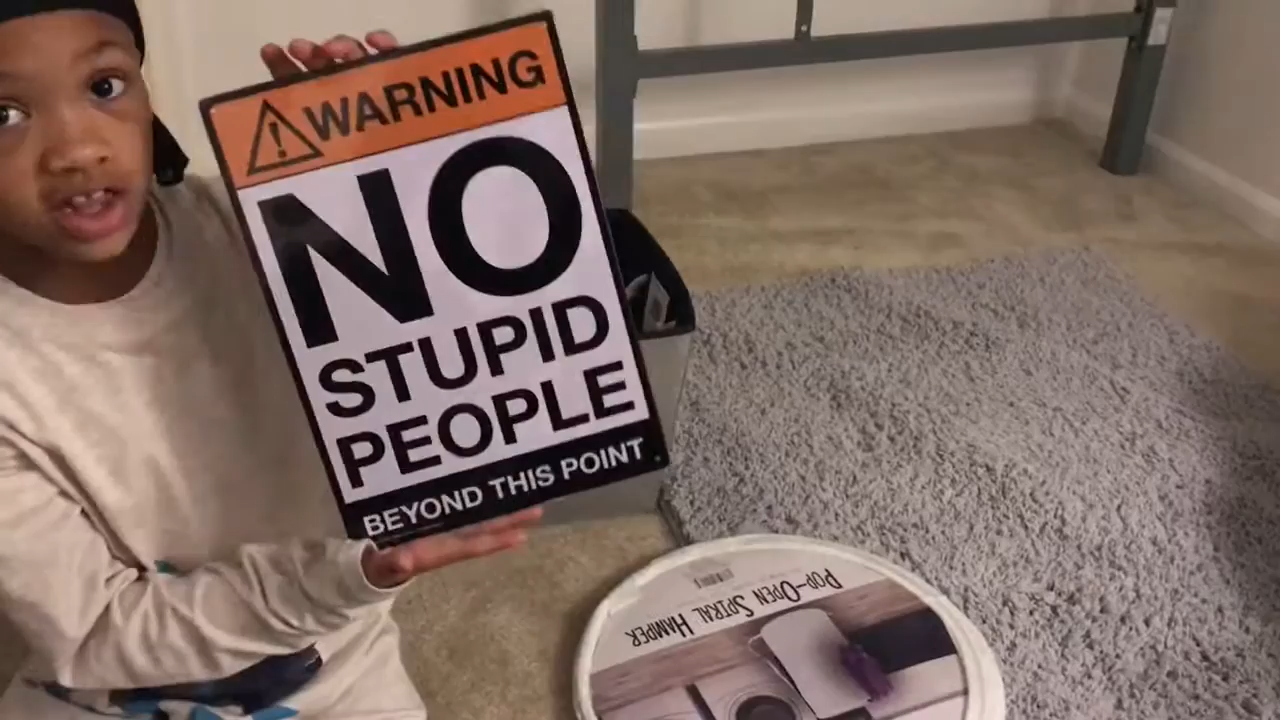 WARNING
NO
STUPID
PEOPLE
BEYOND THIS POINT
POP-OPEN SPIRAL HAMPER